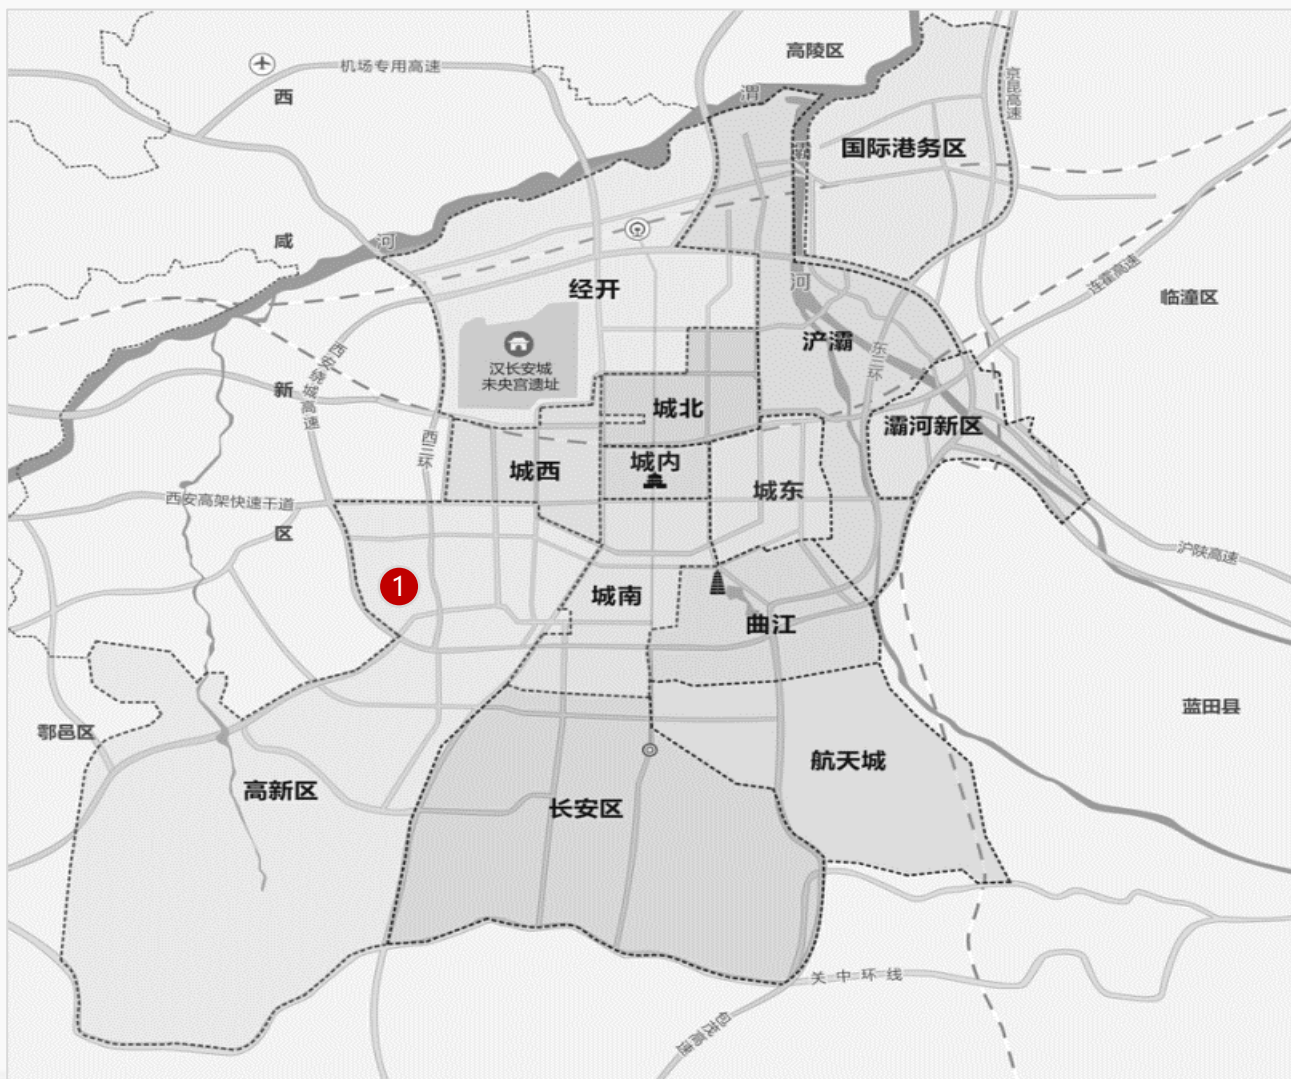 高陵区
机场专用高速
西
渭
京昆高速
国际港务区
灞
咸
河
连霍高速
经开
河
临潼区
西安绕城高速
汉长安城
未央宫遗址
浐灞
东三环
新
城北
西三环
灞河新区
城西
城内
城东
西安高架快速干道
区
沪陕高速
1
城南
曲江
鄠邑区
蓝田县
高新区
航天城
长安区
关中环线
包茂高速